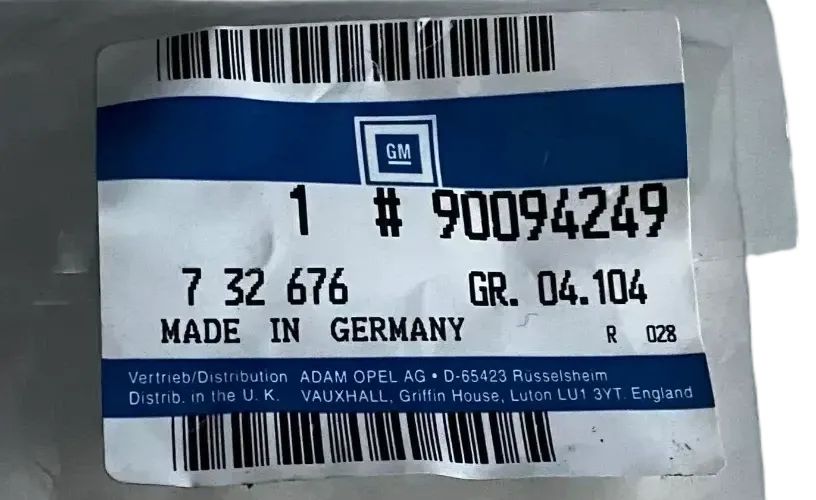 GM
1 # 90094249
7 32 676 GR. 04.104
MADE IN GERMANY R 028
Vertrieb/Distribution ADAM OPEL AG • D-65423 Rüsselsheim
Distrib. in the U. K. VAUXHALL, Griffin House, Luton LU1 3YT. England